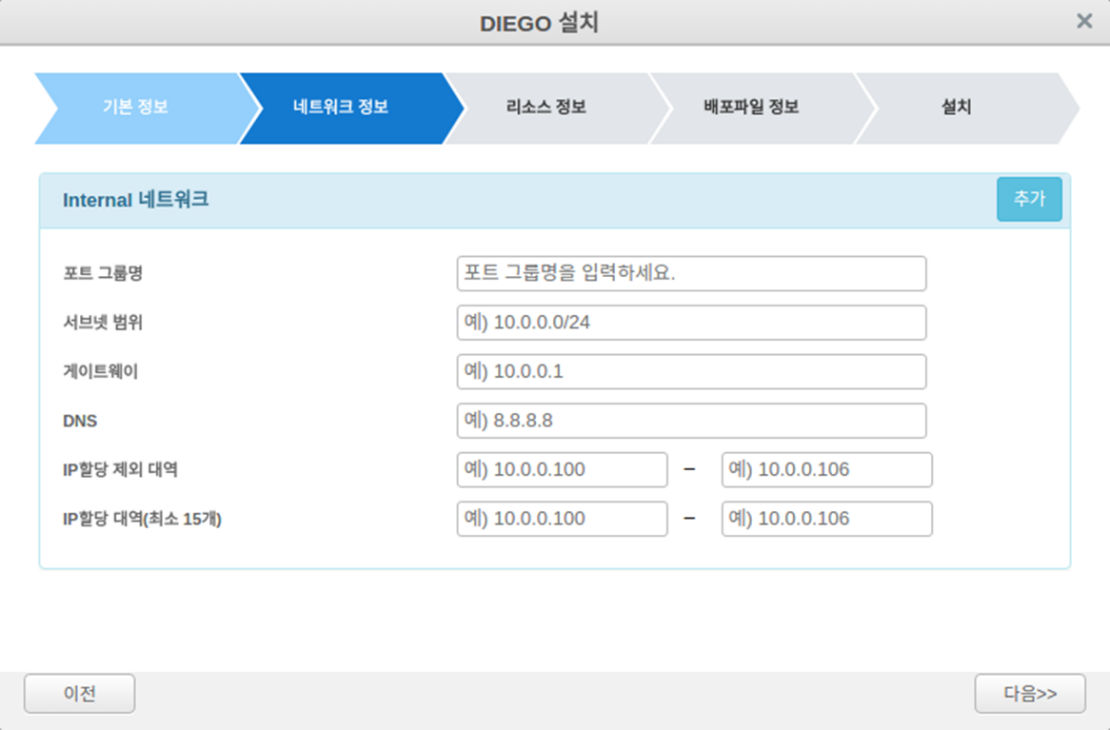 DIEGO 설치
기본 정보 네트워크 정보 리소스 정보 배포파일 정보 설치
Internal 네트워크 추가
포트 그룹명 포트 그룹명을 입력하세요.
서브넷 범위 예) 10.0.0.0/24
게이트웨이 예) 10.0.0.1
DNS 예) 8.8.8.8
IP할당 제외 대역 예) 10.0.0.100 – 예) 10.0.0.106
IP할당 대역(최소 15개) 예) 10.0.0.100 – 예) 10.0.0.106
이전 다음>>